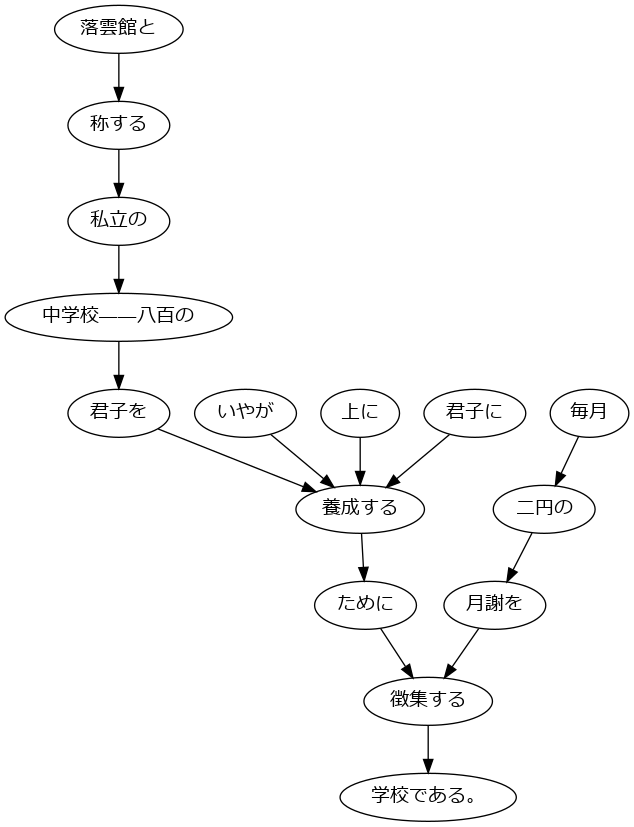 落雲館と
称する
私立の
中学校――八百の
君子を
いやが
上に
君子に
毎月
養成する
二円の
ために
月謝を
徴集する
学校である。